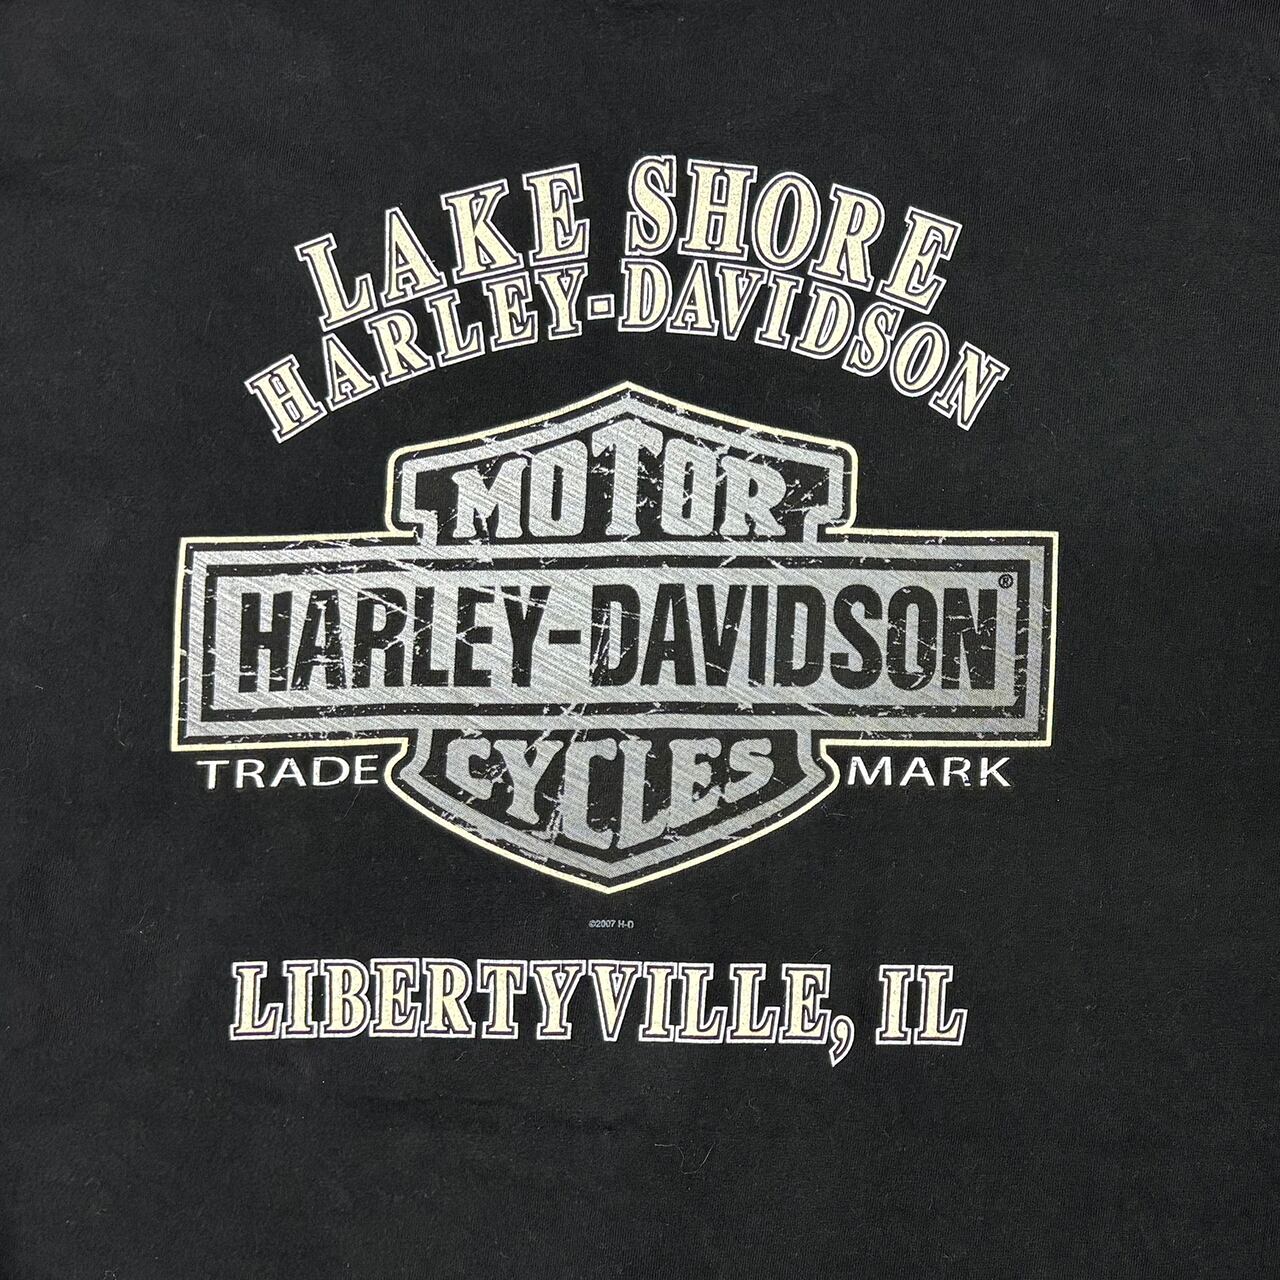 LAKE SHORE
HARLEY-DAVIDSON
MOTOR
HARLEY-DAVIDSON®
CYCLES
TRADE MARK
©2007 H-D
LIBERTYVILLE, IL